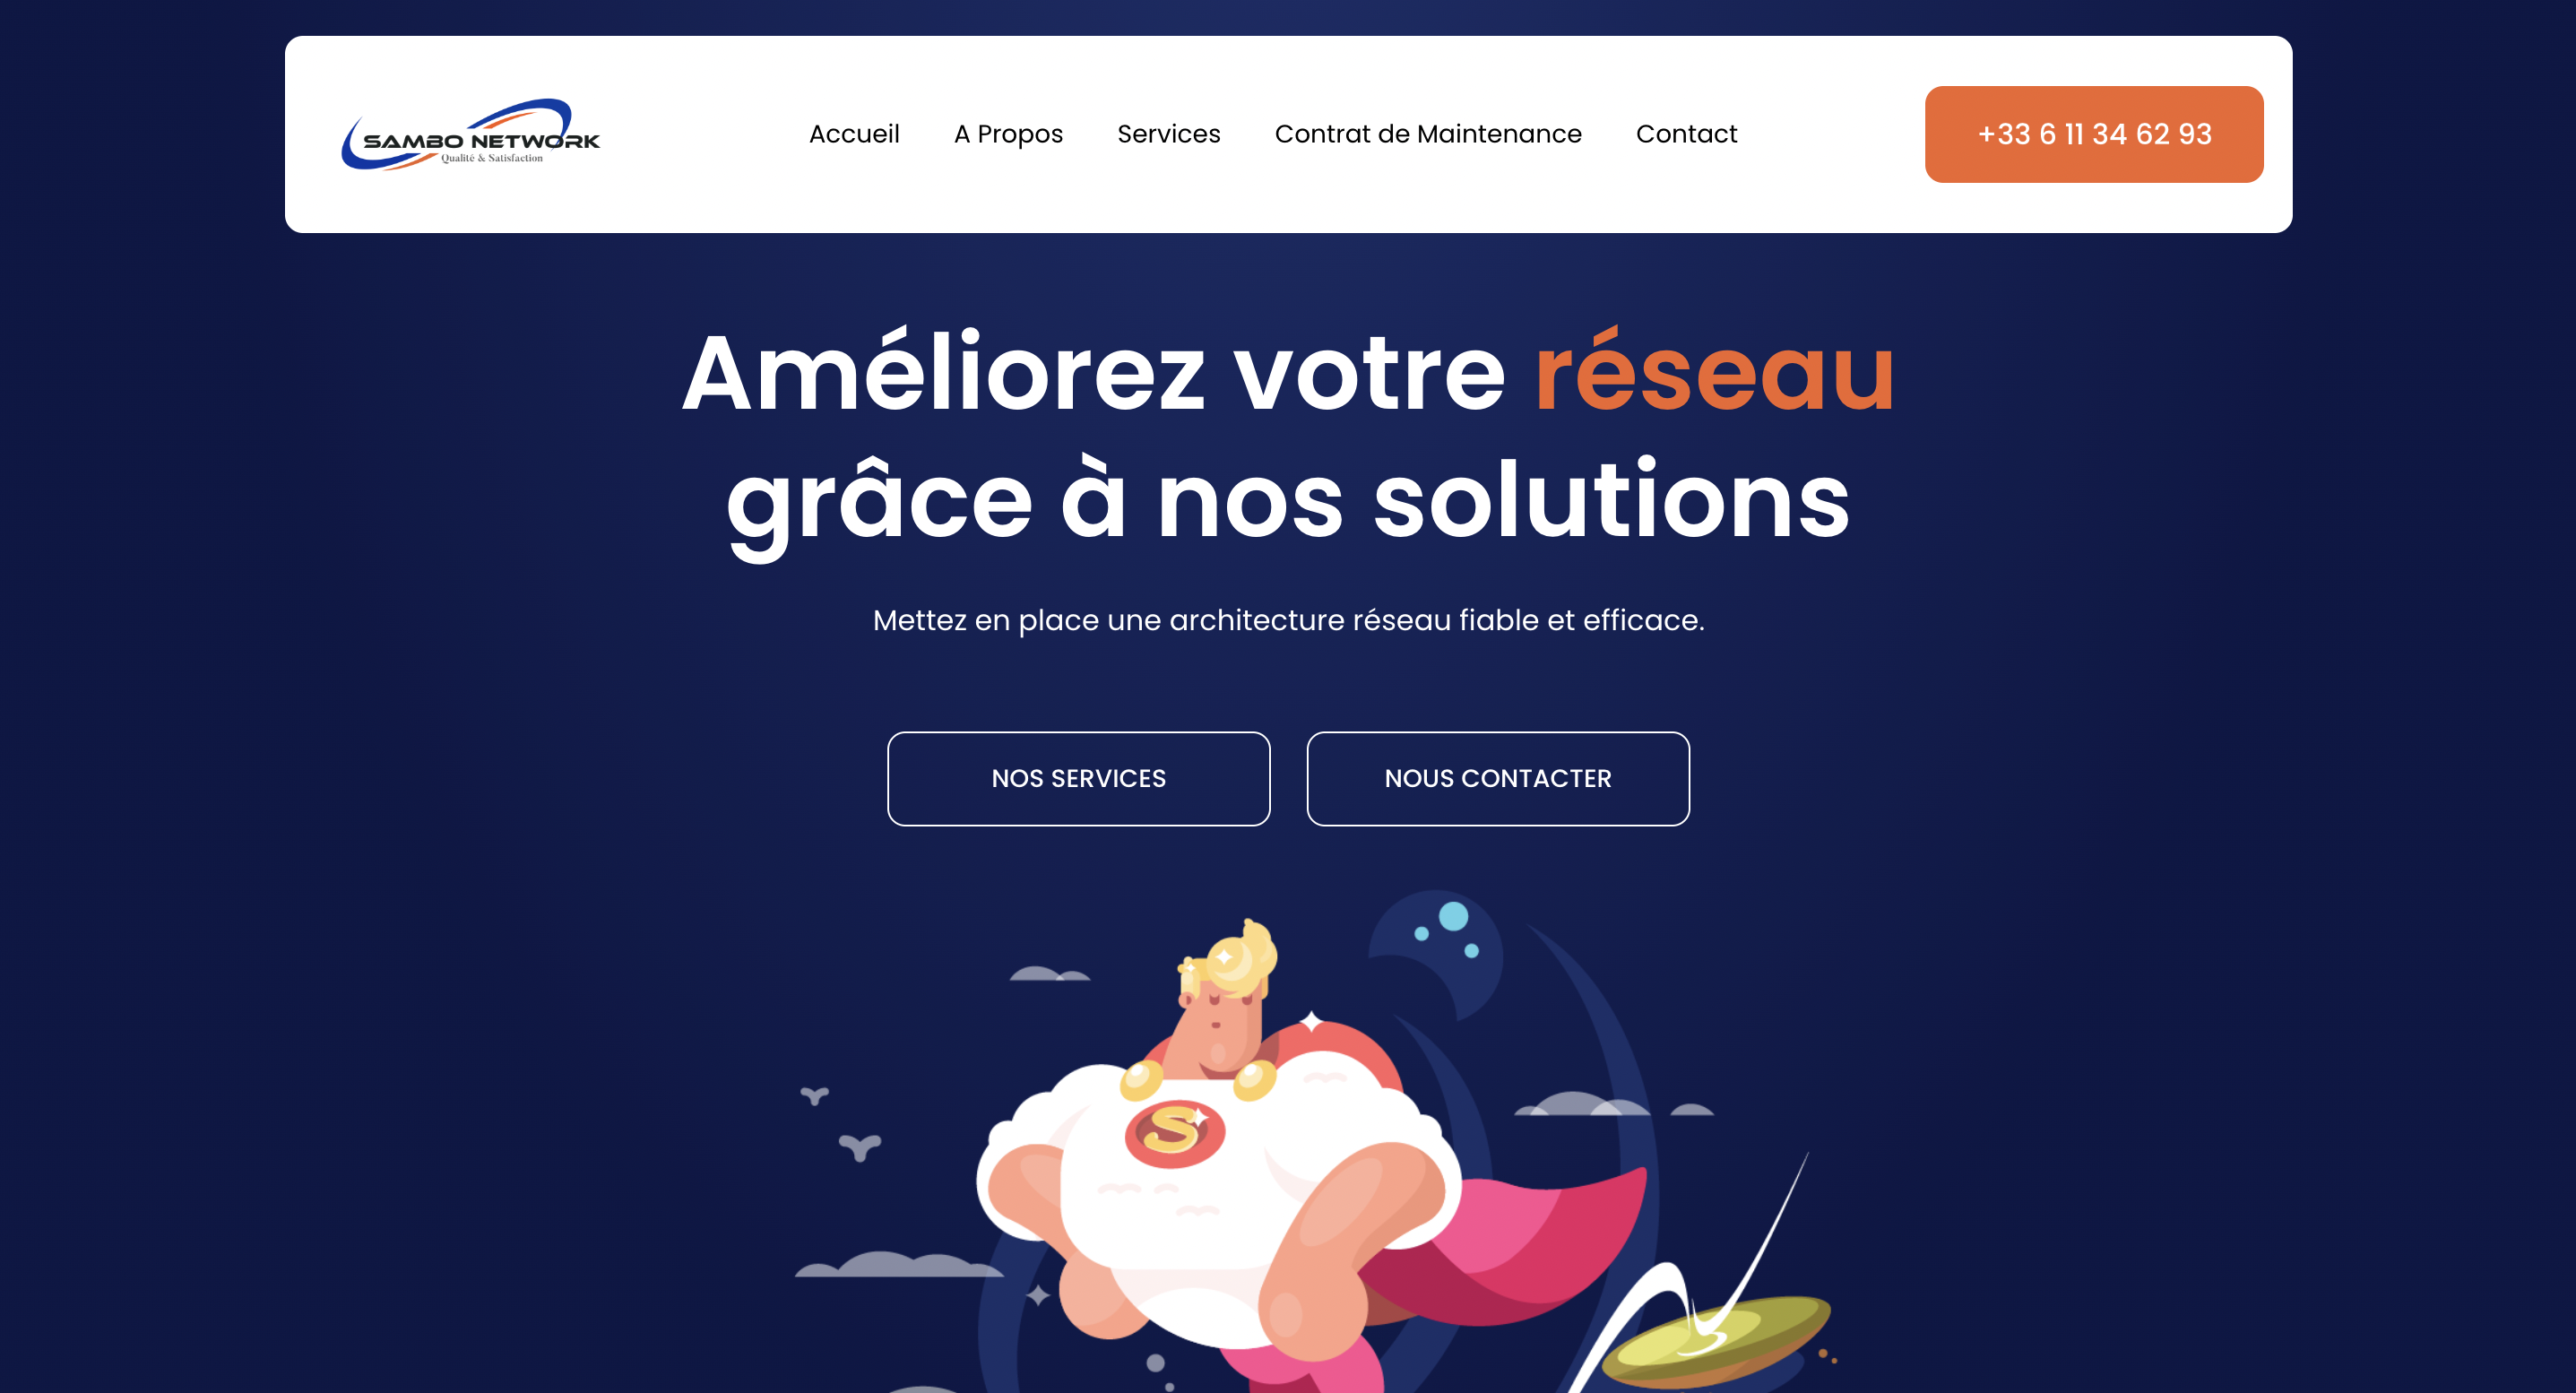 SAMBO NETWORK
Qualité & Satisfaction
Accueil
A Propos
Services
Contrat de Maintenance
Contact
+33 6 11 34 62 93
Améliorez votre réseau
grâce à nos solutions
Mettez en place une architecture réseau fiable et efficace.
NOS SERVICES
NOUS CONTACTER
S